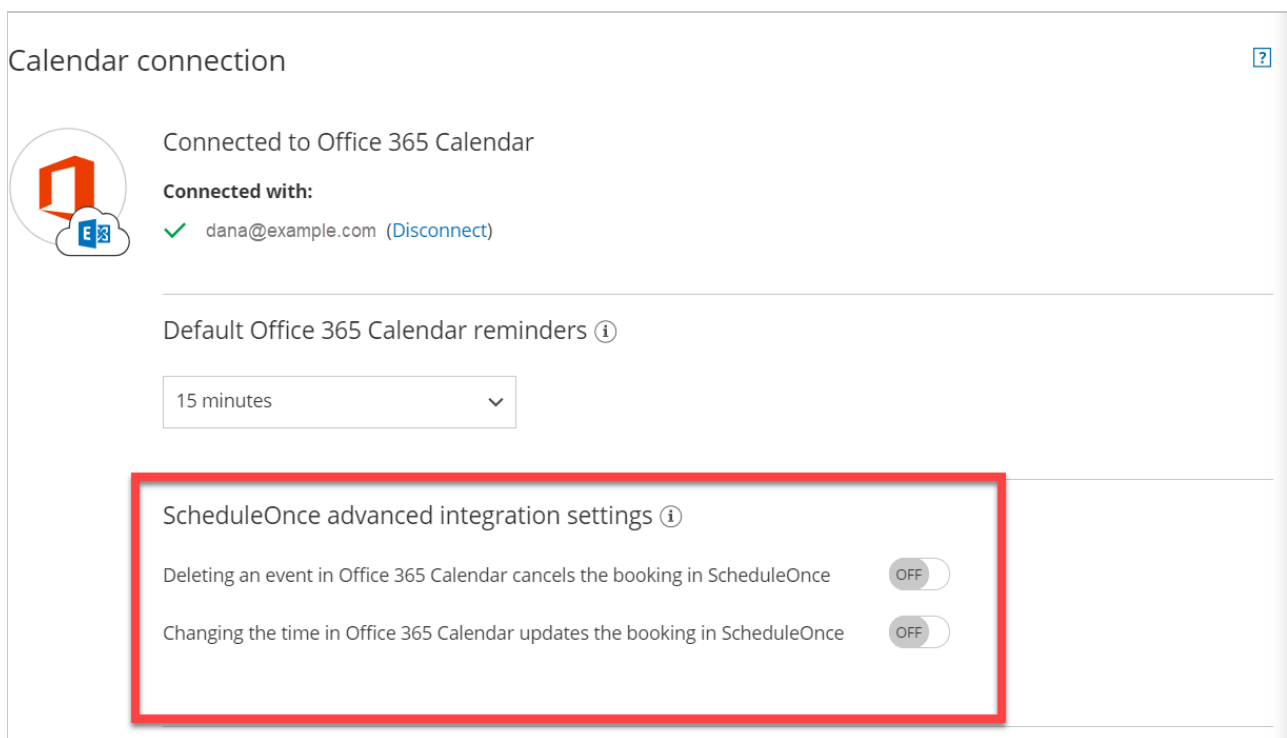 Calendar connection
?
Connected to Office 365 Calendar
Connected with:
dana@example.com (Disconnect)
E
Default Office 365 Calendar reminders i
15 minutes
ScheduleOnce advanced integration settings i
Deleting an event in Office 365 Calendar cancels the booking in ScheduleOnce OFF
Changing the time in Office 365 Calendar updates the booking in ScheduleOnce OFF